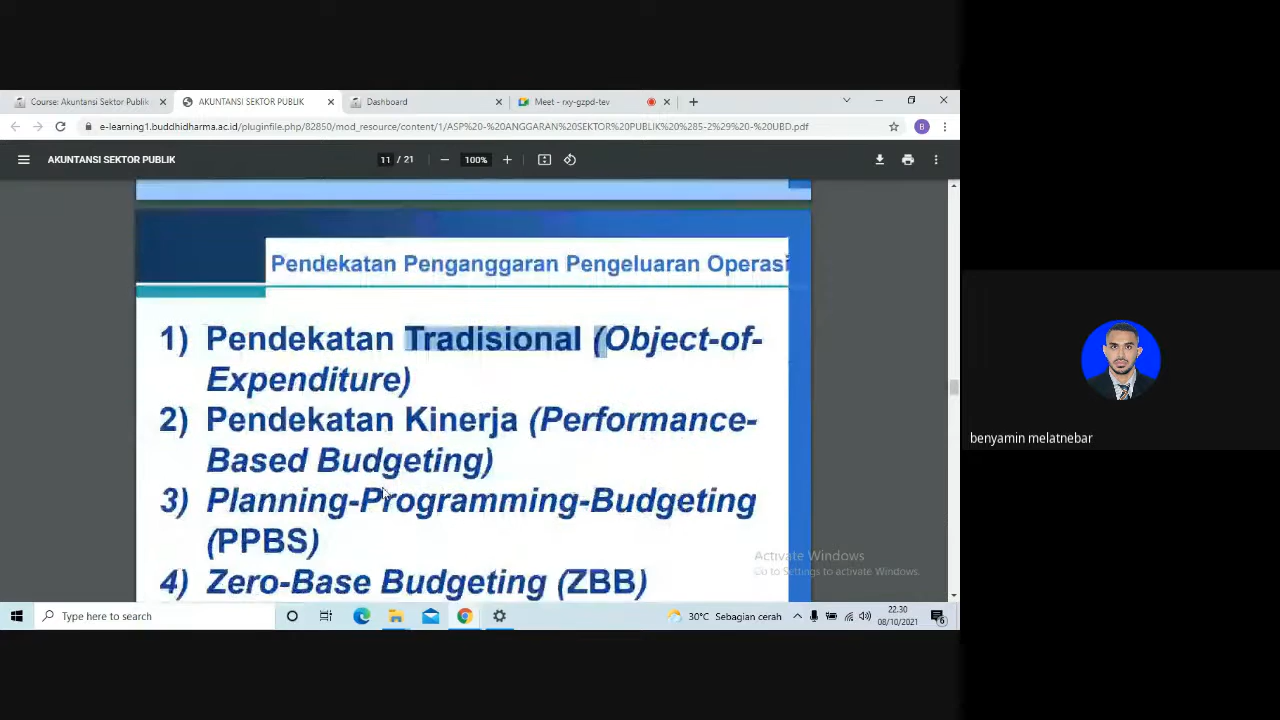 Course: Akuntansi Sektor Publik
AKUNTANSI SEKTOR PUBLIK
Dashboard
Meet - rxy-gzpd-tev
e-learning1.buddhidharma.ac.id/pluginfile.php/82850/mod_resource/content/1/ASP%20-%20ANGGARAN%20SEKTOR%20PUBLIK%20%285-2%29%20-%20UBD.pdf
B
AKUNTANSI SEKTOR PUBLIK
11 / 21
100%
Pendekatan Penganggaran Pengeluaran Operasi
1) Pendekatan Tradisional (Object-of-
Expenditure)
2) Pendekatan Kinerja (Performance-
Based Budgeting)
3) Planning-Programming-Budgeting
(PPBS)
4) Zero-Base Budgeting (ZBB)
Activate Windows
Go to Settings to activate Windows.
benyamin melatnebar
Type here to search
30°C Sebagian cerah
22.30
08/10/2021
6